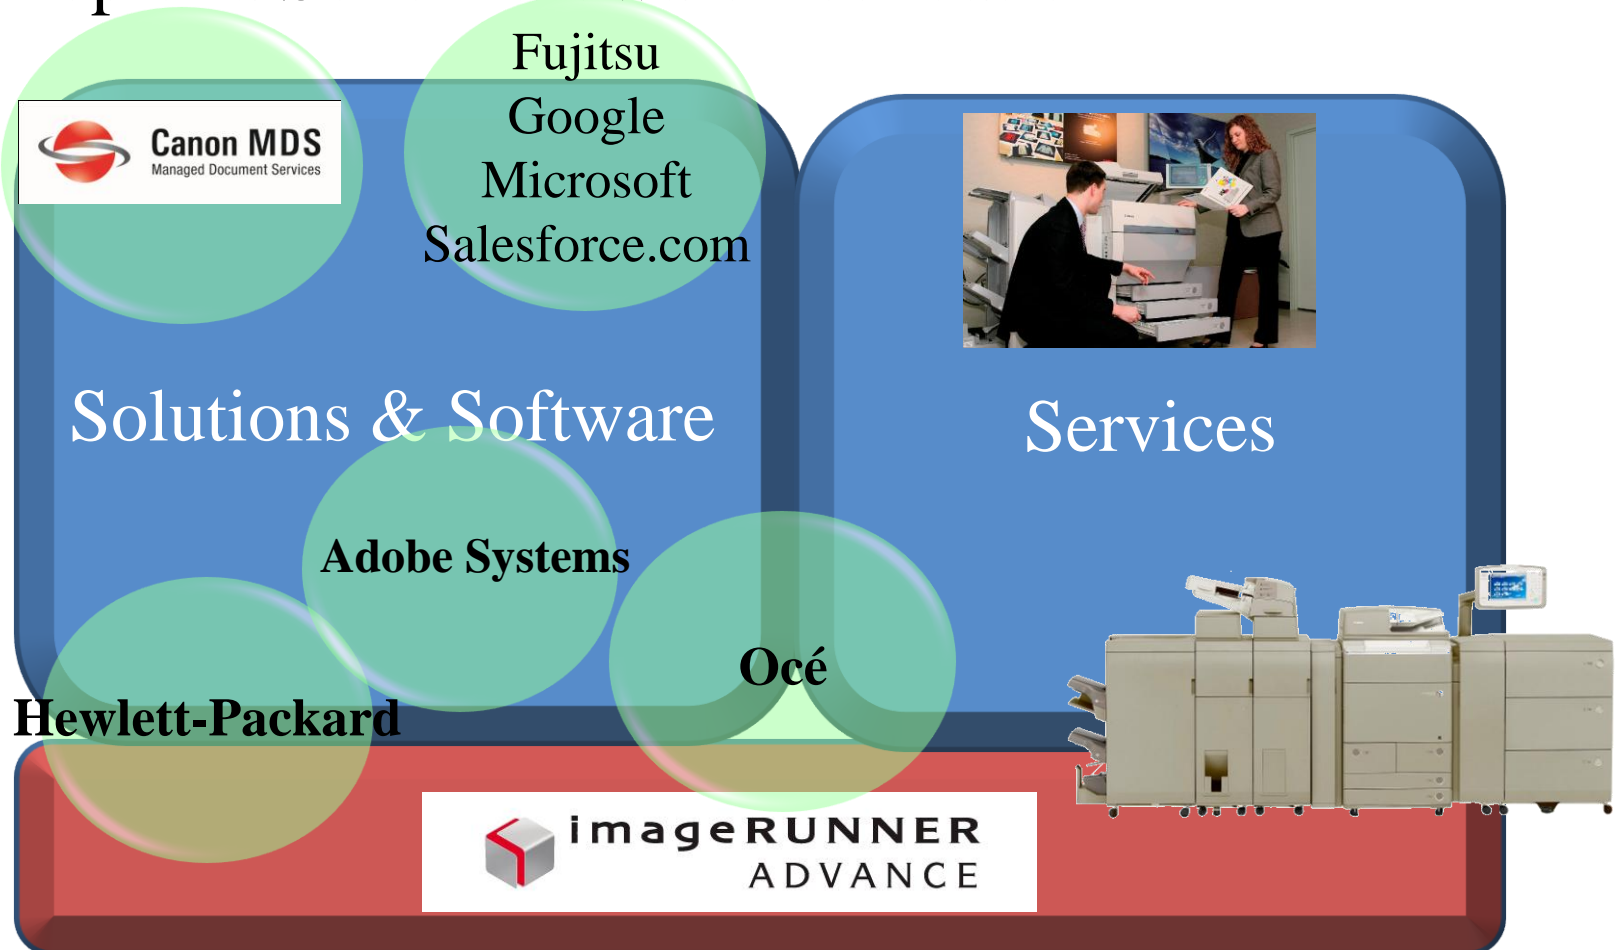 Fujitsu
Google
Microsoft
Salesforce.com
Canon MDS
Managed Document Services
Solutions & Software
Services
Adobe Systems
Océ
Hewlett-Packard
imageRUNNER
ADVANCE